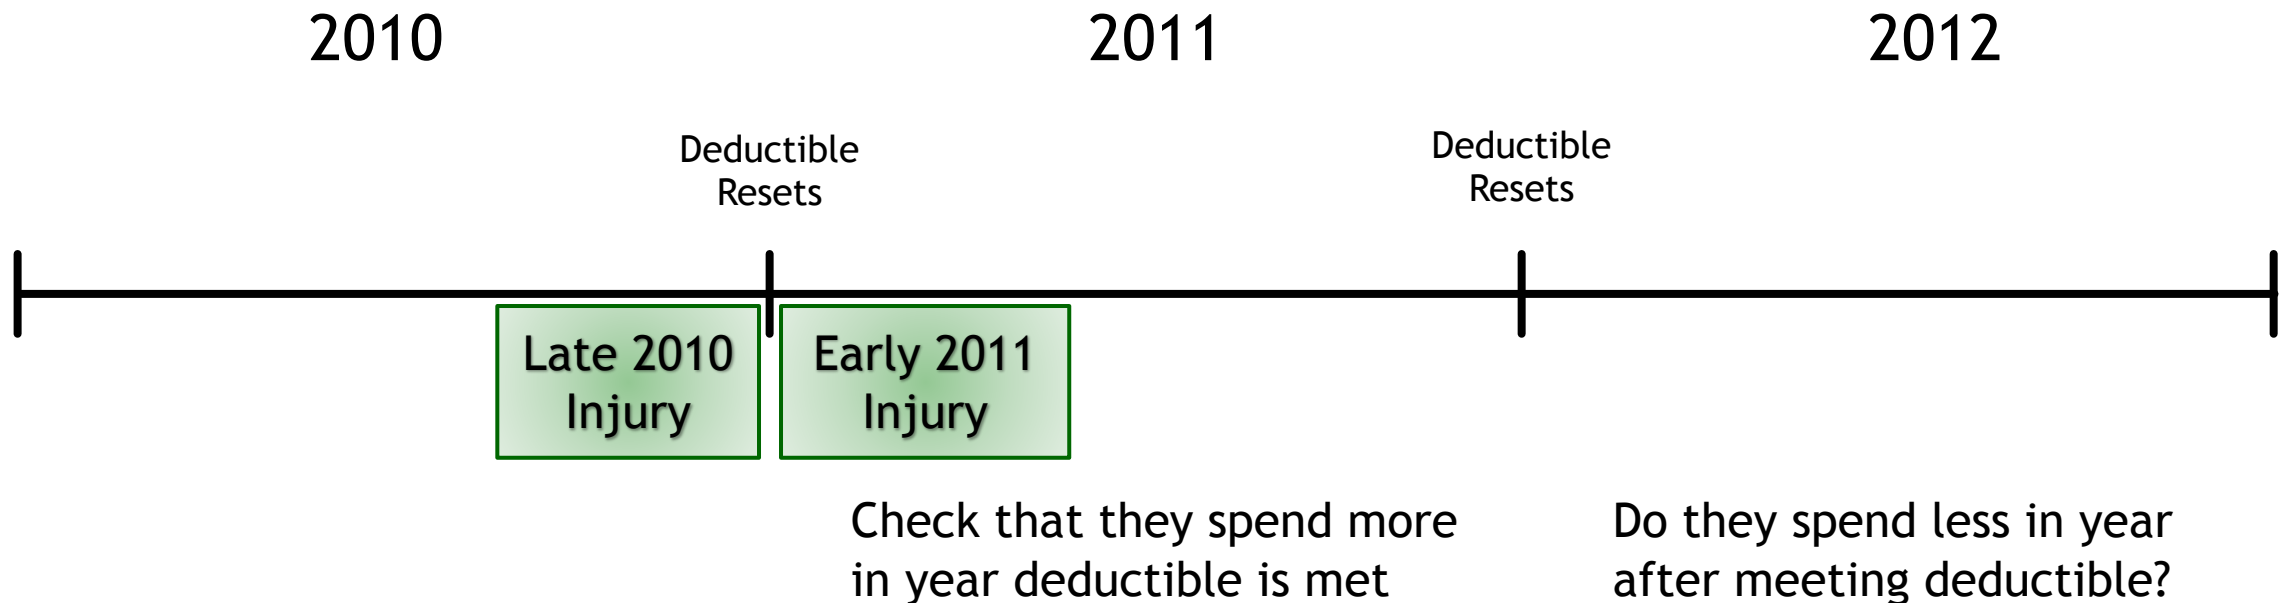 2010
2011
2012
Deductible
Resets
Deductible
Resets
Late 2010
Injury
Early 2011
Injury
Check that they spend more
in year deductible is met
Do they spend less in year
after meeting deductible?